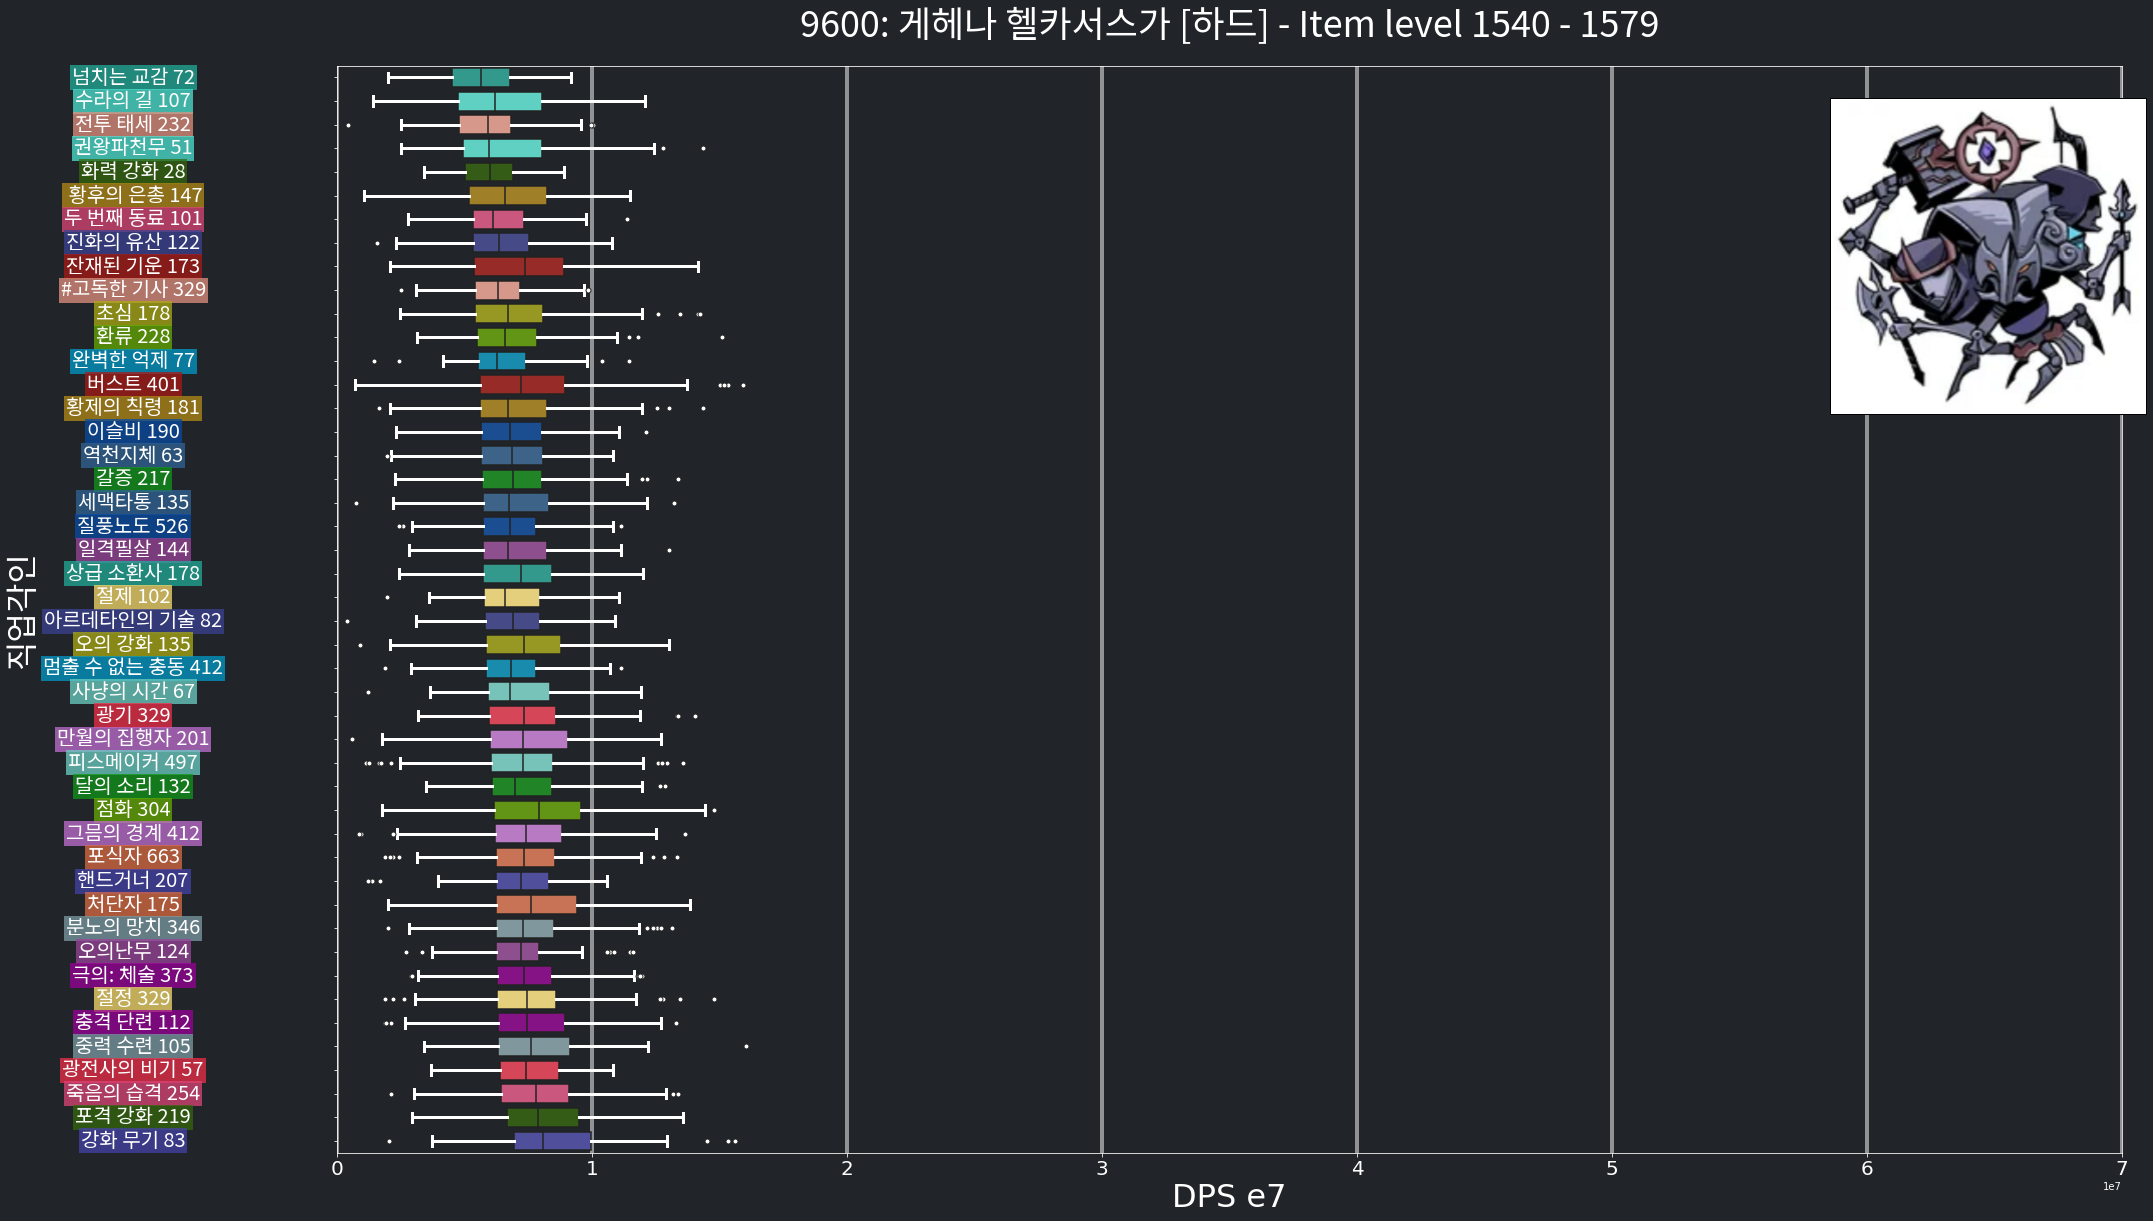 9600: 게헤나 헬카서스가 [하드] - Item level 1540 - 1579
넘치는 교감 72
수라의 길 107
전투 태세 232
권왕파천무 51
화력 강화 28
황후의 은총 147
두 번째 동료 101
진화의 유산 122
잔재된 기운 173
#고독한 기사 329
초심 178
환류 228
완벽한 억제 77
버스트 401
황제의 칙령 181
이슬비 190
역천지체 63
갈증 217
세맥타통 135
질풍노도 526
일격필살 144
상급 소환사 178
절제 102
아르데타인의 기술 82
오의 강화 135
멈출 수 없는 충동 412
사냥의 시간 67
광기 329
만월의 집행자 201
피스메이커 497
달의 소리 132
점화 304
그믐의 경계 412
포식자 663
핸드거너 207
처단자 175
분노의 망치 346
오의난무 124
극의: 체술 373
절정 329
충격 단련 112
중력 수련 105
광전사의 비기 57
죽음의 습격 254
포격 강화 219
강화 무기 83
직업각인
0 1 2 3 4 5 6 7
1e7
DPS e7